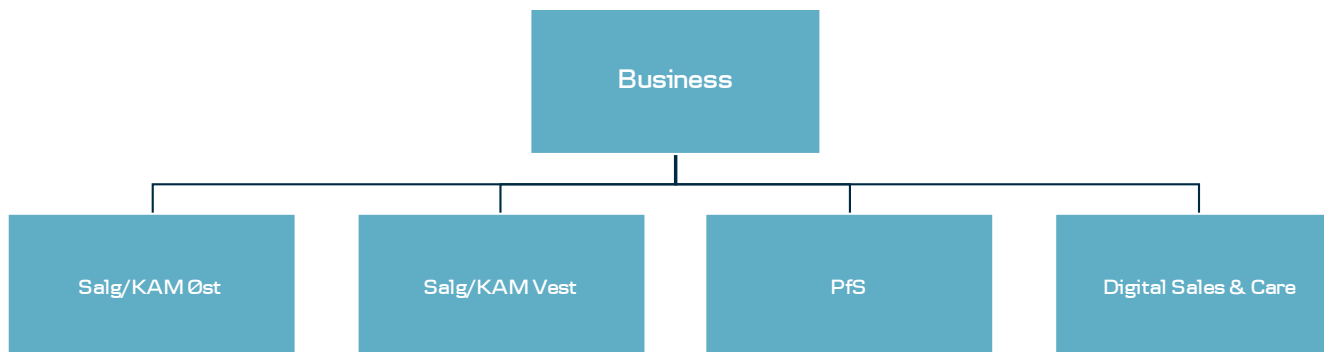 Business
Salg/KAM Øst
Salg/KAM Vest
PfS
Digital Sales & Care